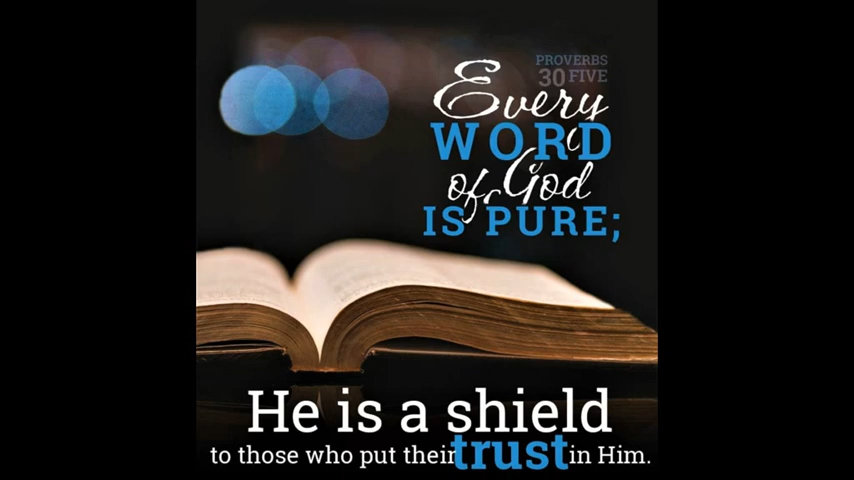 PROVERBS
30 FIVE
Every
WORD
of God
IS PURE;
He is a shield
to those who put their trust in Him.